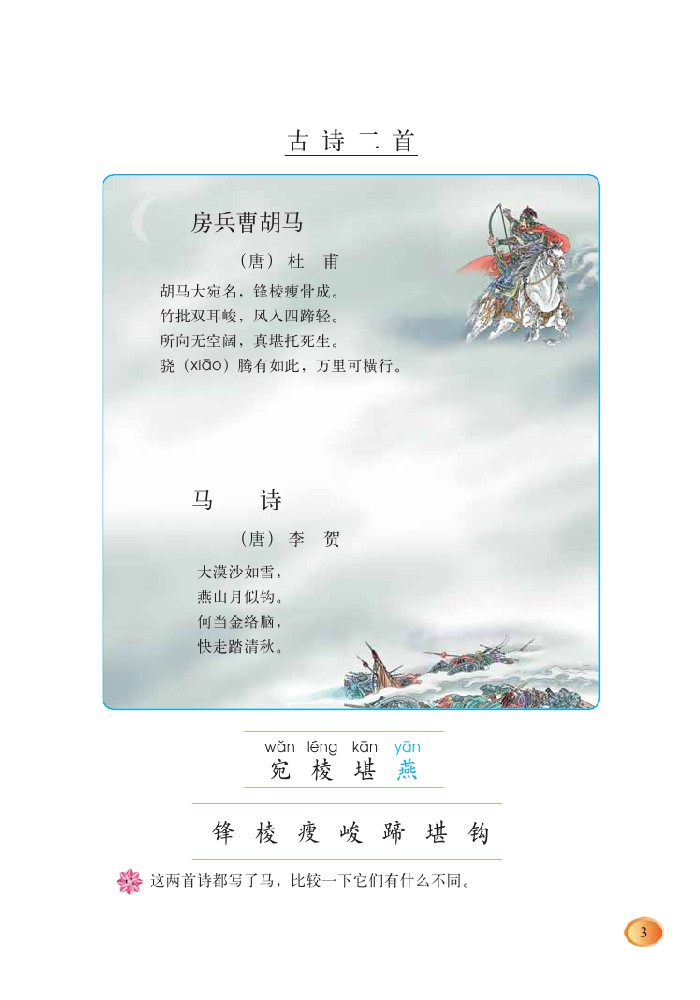 古诗二首
房兵曹胡马
（唐） 杜 甫
胡马大宛名，锋棱瘦骨成。
竹批双耳峻，风入四蹄轻。
所向无空阔，真堪托死生。
骁（xiāo）腾有如此，万里可横行。
马 诗
（唐） 李 贺
大漠沙如雪，
燕山月似钩。
何当金络脑，
快走踏清秋。
wǎn léng kān yān
宛 棱 堪 燕
锋 棱 瘦 峻 蹄 堪 钩
这两首诗都写了马，比较一下它们有什么不同。
3